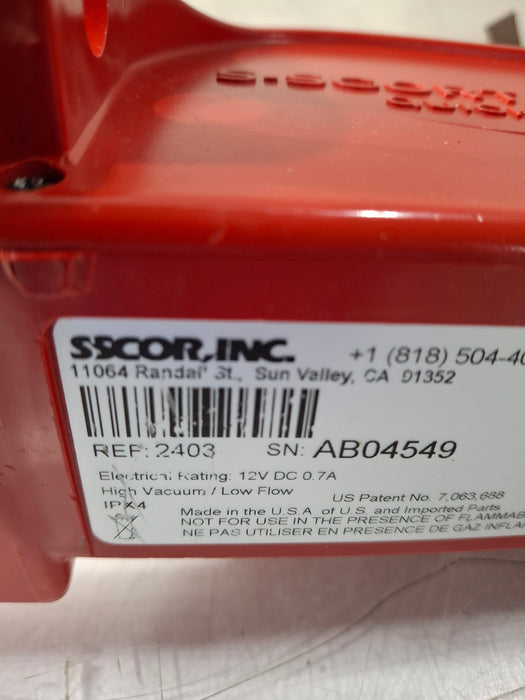 S-SCORT
SSCOR, INC.
+1 (818) 504-40
11064 Randall St., Sun Valley, CA 91352
REF: 2403 SN: AB04549
Electrical Rating: 12V DC 0.7A
High Vacuum / Low Flow
US Patent No. 7,063,688
IPX4
Made in the U.S.A. of U.S. and Imported Parts
NOT FOR USE IN THE PRESENCE OF FLAMMAB
NE PAS UTILISER EN PRESENCE DE GAZ INFLA